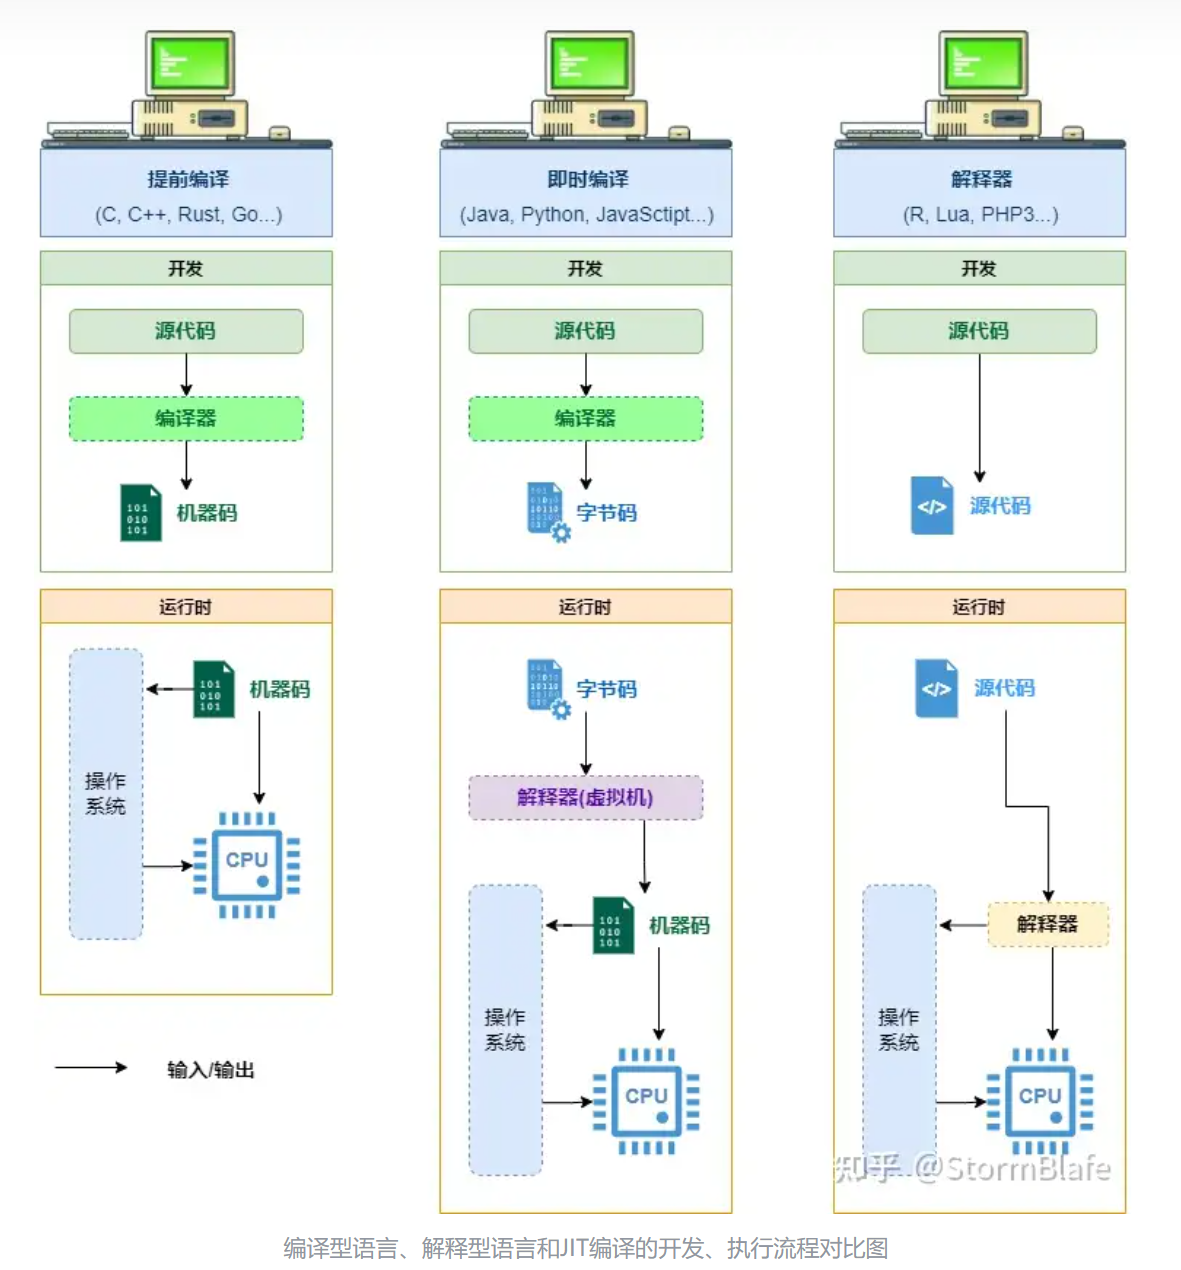 提前编译
(C, C++, Rust, Go...)
开发
源代码
编译器
101
010
101
机器码
运行时
操作
系统
101
010
101
机器码
CPU
输入/输出
即时编译
(Java, Python, JavaSctipt...)
开发
源代码
编译器
字节码
运行时
字节码
解释器(虚拟机)
操作
系统
101
010
101
机器码
CPU
解释器
(R, Lua, PHP3...)
开发
源代码
</>
源代码
运行时
</>
源代码
操作
系统
解释器
CPU
知乎 @StormBlafe
编译型语言、解释型语言和JIT编译的开发、执行流程对比图